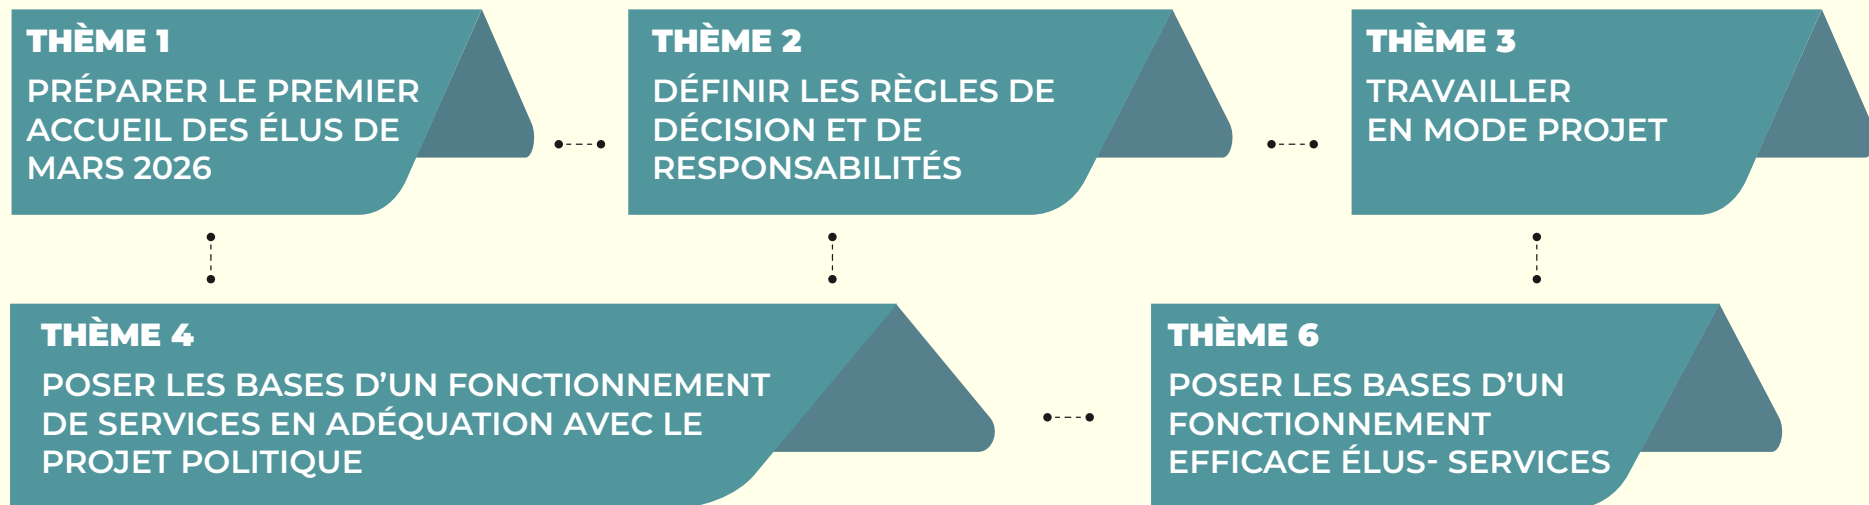 THÈME 1
PRÉPARER LE PREMIER
ACCUEIL DES ÉLUS DE
MARS 2026
THÈME 2
DÉFINIR LES RÈGLES DE
DÉCISION ET DE
RESPONSABILITÉS
THÈME 3
TRAVAILLER
EN MODE PROJET
THÈME 4
POSER LES BASES D’UN FONCTIONNEMENT
DE SERVICES EN ADÉQUATION AVEC LE
PROJET POLITIQUE
THÈME 6
POSER LES BASES D’UN
FONCTIONNEMENT
EFFICACE ÉLUS- SERVICES